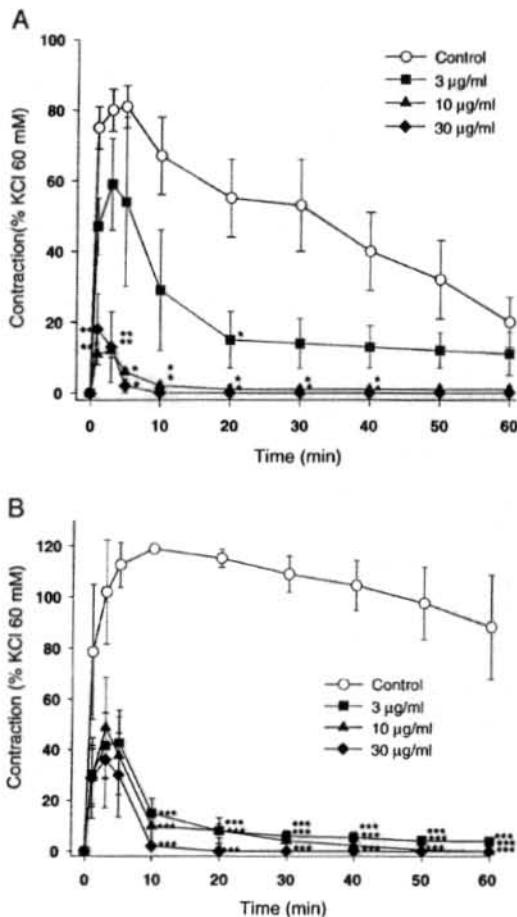 A
100
80
60
40
20
0
Contraction(% KCl 60 mM)
Control
3 µg/ml
10 µg/ml
30 µg/ml
** **
** **
* * * * *
* * * * *
0 10 20 30 40 50 60
Time (min)
B
120
100
80
60
40
20
0
Contraction (% KCl 60 mM)
Control
3 µg/ml
10 µg/ml
30 µg/ml
*** *** *** *** *** ***
*** *** *** *** *** ***
*** ** *** *** *** ***
0 10 20 30 40 50 60
Time (min)